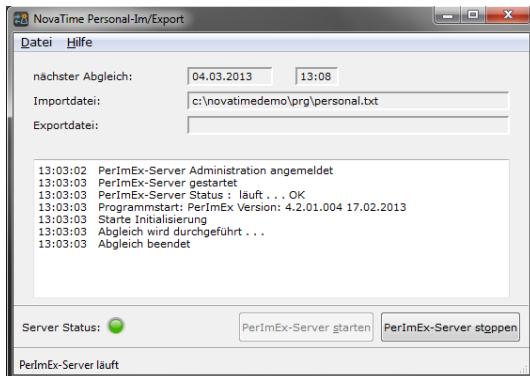 NovaTime Personal-Im/Export
Datei Hilfe
nächster Abgleich: 04.03.2013 13:08
Importdatei: c:\novatimedemo\prg\personal.txt
Exportdatei:
13:03:02 PerImEx-Server Administration angemeldet
13:03:03 PerImEx-Server gestartet
13:03:03 PerImEx-Server Status : läuft . . . OK
13:03:03 Programmstart: PerImEx Version: 4.2.01.004 17.02.2013
13:03:03 Starte Initialisierung
13:03:03 Abgleich wird durchgeführt . . .
13:03:03 Abgleich beendet
Server Status: PerImEx-Server starten PerImEx-Server stoppen
PerImEx-Server läuft